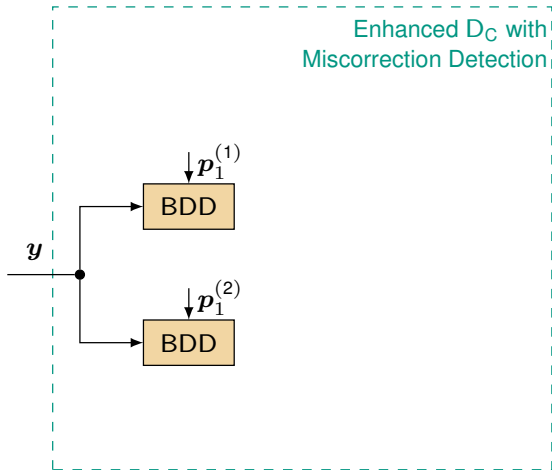 Enhanced D_C with
Miscorrection Detection
p_1^(1)
BDD
y
p_1^(2)
BDD